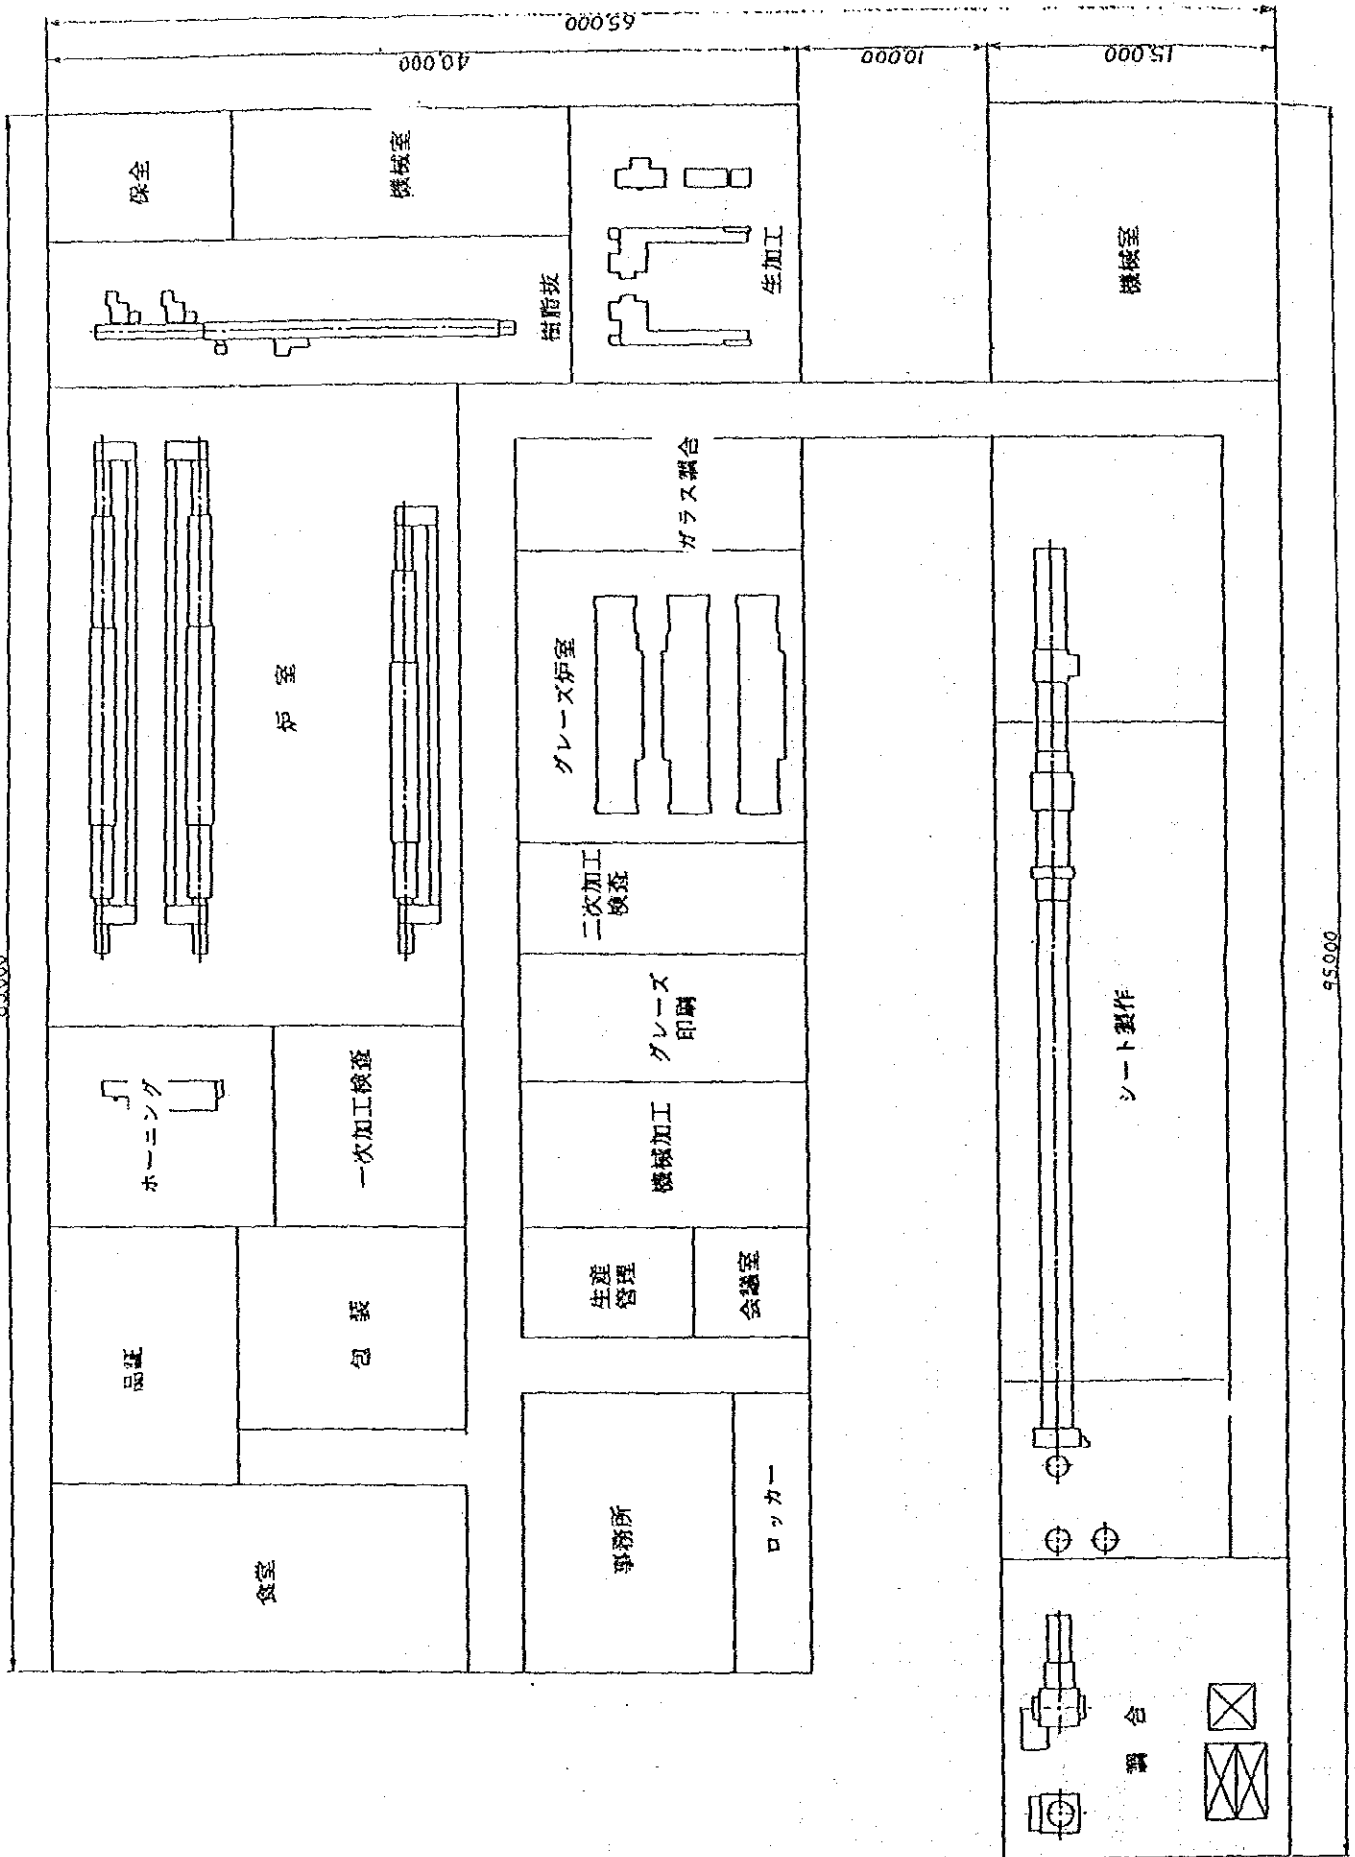 65,000
40,000
10,000
15,000
保全
機械室
樹脂抜
生加工
機械室
炉室
ガラス調合
グレーズ炉室
二次加工
検査
グレーズ
印刷
ホーニング
一次加工検査
機械加工
シート製作
95,000
生産
管理
会議室
品証
包装
食室
事務所
ロッカー
調合